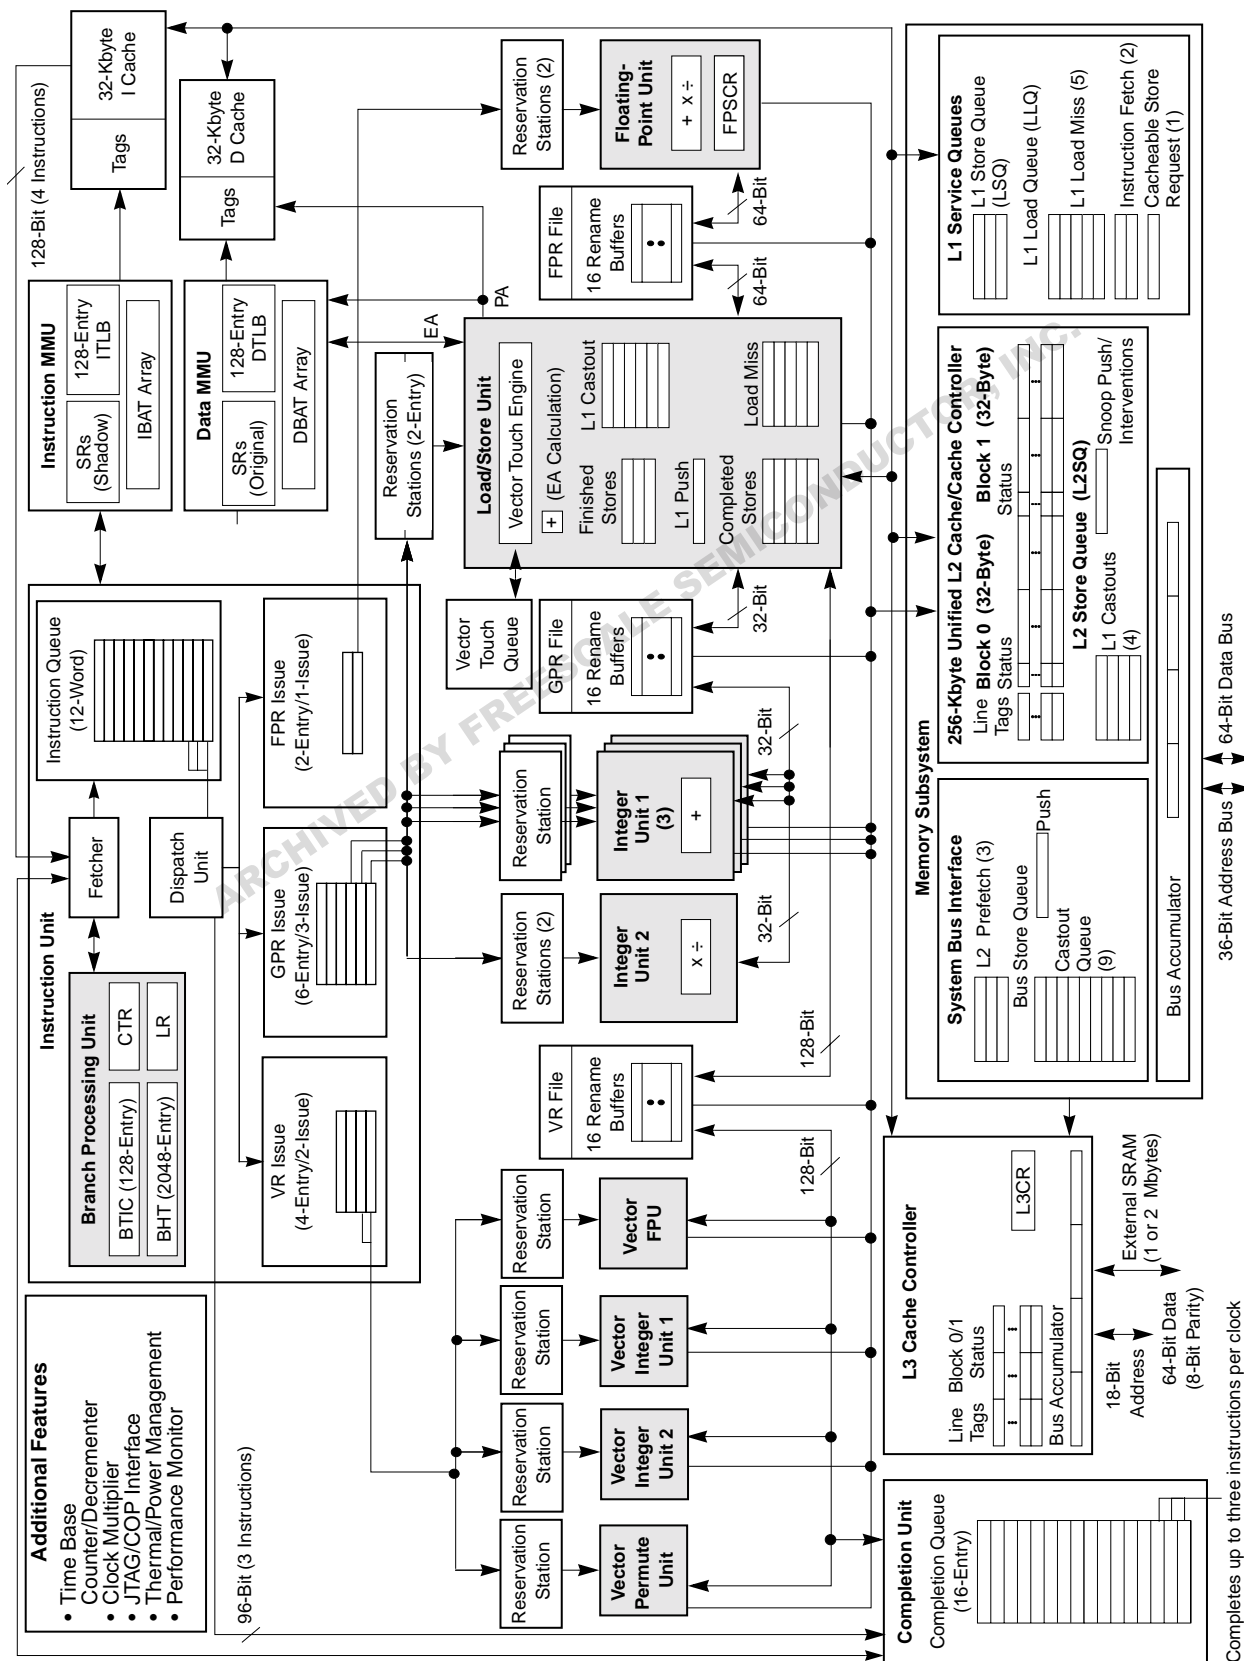 Additional Features
• Time Base
Counter/Decrementer
• Clock Multiplier
• JTAG/COP Interface
• Thermal/Power Management
• Performance Monitor
96-Bit (3 Instructions)
Instruction Unit
Branch Processing Unit
BTIC (128-Entry)
CTR
BHT (2048-Entry)
LR
Fetcher
Dispatch
Unit
Instruction Queue
(12-Word)
VR Issue
(4-Entry/2-Issue)
GPR Issue
(6-Entry/3-Issue)
FPR Issue
(2-Entry/1-Issue)
128-Bit (4 Instructions)
Instruction MMU
SRs
(Shadow)
128-Entry
ITLB
IBAT Array
Tags
32-Kbyte
I Cache
Data MMU
SRs
(Original)
128-Entry
DTLB
DBAT Array
Tags
32-Kbyte
D Cache
EA
PA
Reservation
Station
Reservation
Station
Reservation
Station
Reservation
Station
Reservation
Stations (2)
Reservation
Station
Vector
Touch
Queue
Reservation
Stations (2-Entry)
Reservation
Stations (2)
Vector
Permute
Unit
Vector
Integer
Unit 2
Vector
Integer
Unit 1
Vector
FPU
VR File
16 Rename
Buffers
Integer
Unit 2
x ÷
Integer
Unit 1
(3)
+
GPR File
16 Rename
Buffers
Load/Store Unit
Vector Touch Engine
+
(EA Calculation)
Finished
Stores
L1 Castout
L1 Push
Completed
Stores
Load Miss
FPR File
16 Rename
Buffers
Floating-
Point Unit
+ x ÷
FPSCR
128-Bit
128-Bit
32-Bit
32-Bit
32-Bit
64-Bit
64-Bit
Completion Unit
Completion Queue
(16-Entry)
Completes up to three instructions per clock
L3 Cache Controller
Line
Tags
Block 0/1
Status
L3CR
Bus Accumulator
18-Bit
Address
64-Bit Data
(8-Bit Parity)
External SRAM
(1 or 2 Mbytes)
Memory Subsystem
System Bus Interface
L2 Prefetch (3)
Bus Store Queue
Castout
Queue
(9)
Push
Bus Accumulator
256-Kbyte Unified L2 Cache/Cache Controller
Line
Tags
Block 0 (32-Byte)
Status
Block 1 (32-Byte)
Status
L2 Store Queue (L2SQ)
L1 Castouts
(4)
Snoop Push/
Interventions
L1 Service Queues
L1 Store Queue
(LSQ)
L1 Load Queue (LLQ)
L1 Load Miss (5)
Instruction Fetch (2)
Cacheable Store
Request (1)
36-Bit Address Bus
64-Bit Data Bus
ARCHIVED BY FREESCALE SEMICONDUCTOR, INC.